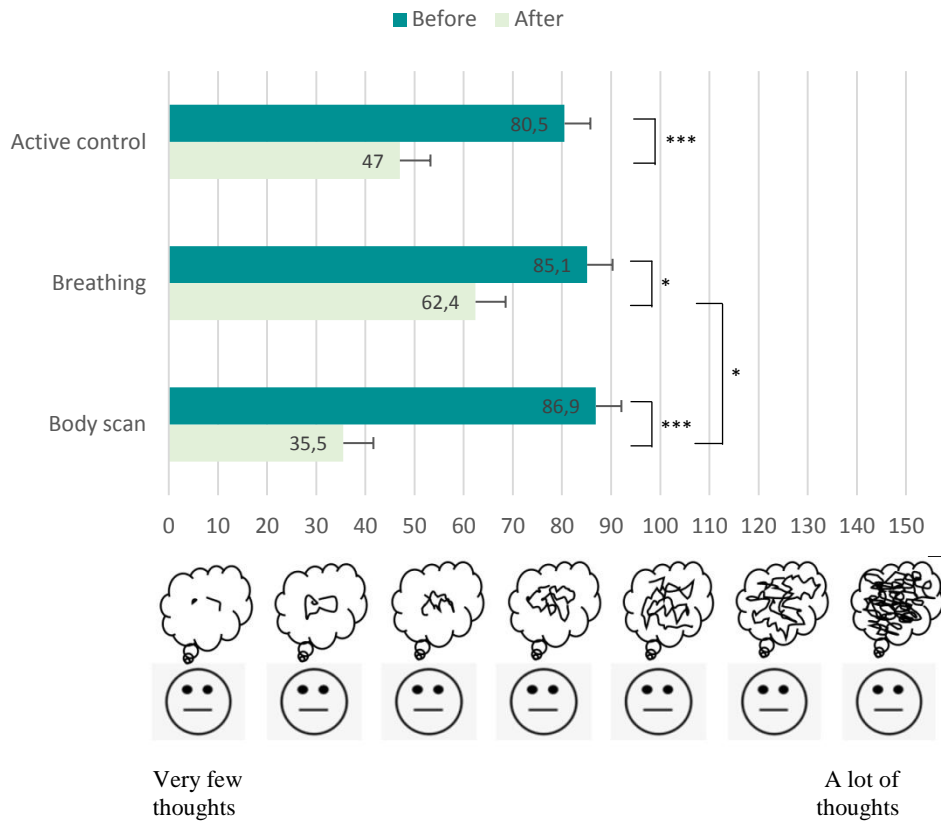 Before After
Active control
80,5
***
47
Breathing
85,1
*
62,4
*
Body scan
86,9
***
35,5
0 10 20 30 40 50 60 70 80 90 100 110 120 130 140 150
Very few
thoughts
A lot of
thoughts